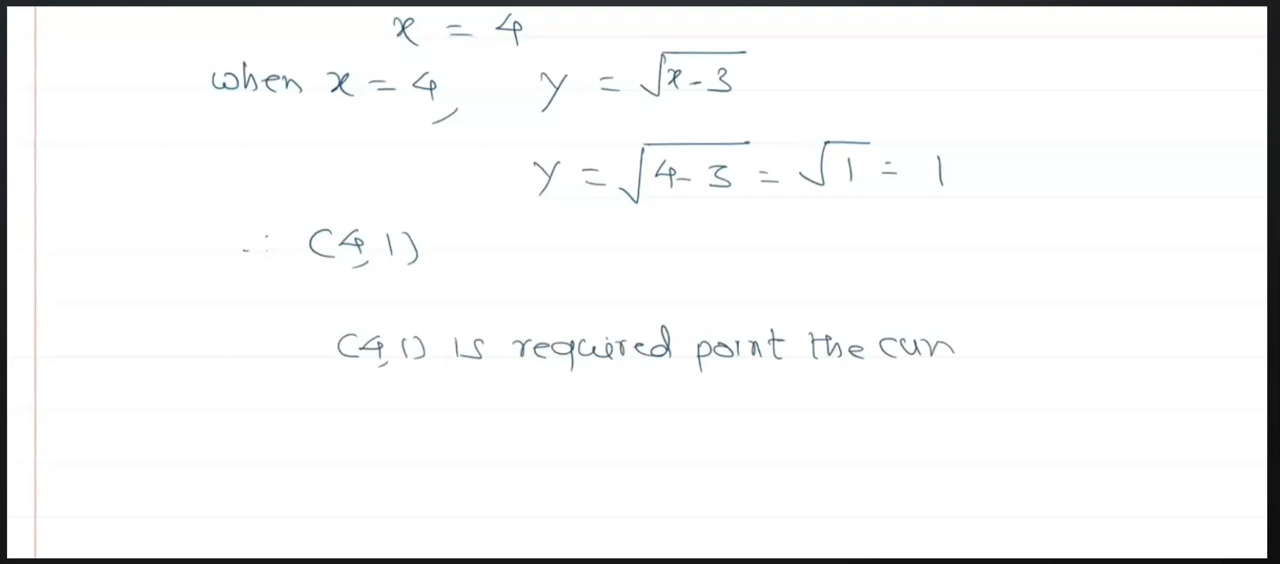 x = 4
when x = 4, y = √(x-3)
y = √(4-3) = √1 = 1
∴ (4,1)
(4,1) is required point the cur